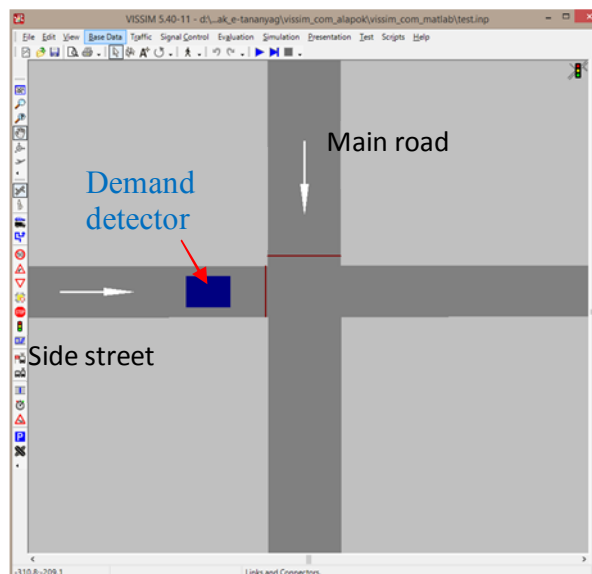 VISSIM 5.40-11 - d:\...ak_e-tananyag\vissim_com_alapok\vissim_com_matlab\test.inp
File Edit View Base Data Traffic Signal Control Evaluation Simulation Presentation Test Scripts Help
Main road
Demand
detector
Side street
-310.8:-209.1 Links and Connectors